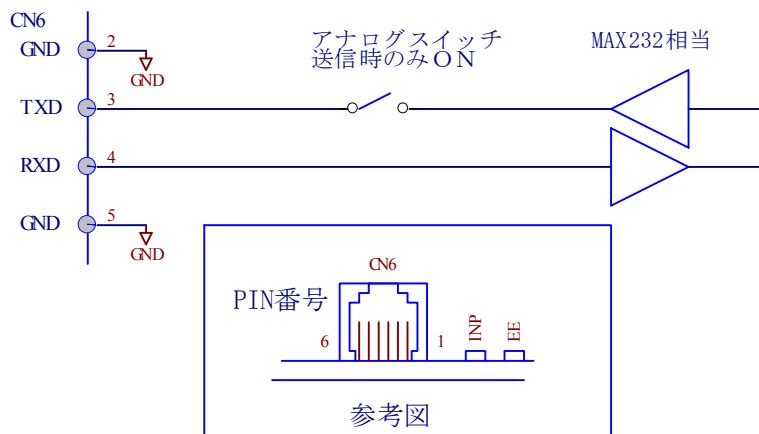 CN6
GND 2
GND
アナログスイッチ
送信時のみON
MAX232相当
TXD 3
RXD 4
GND 5
GND
CN6
PIN番号
6
1
INP
EE
参考図